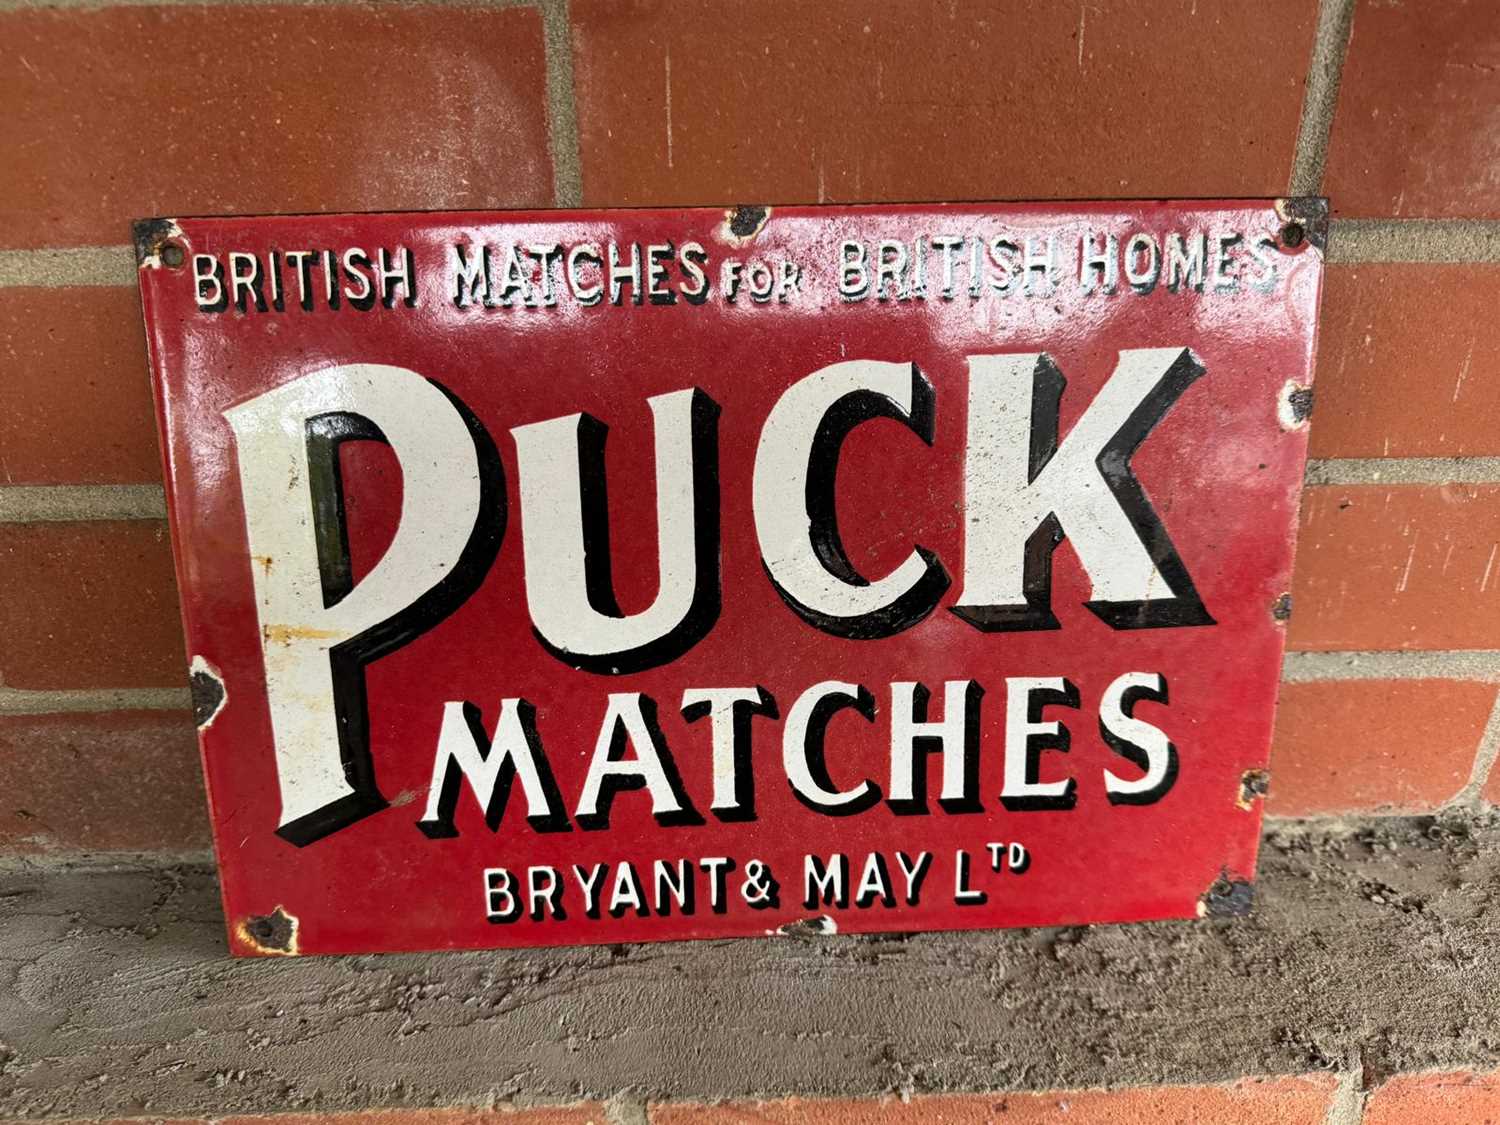 BRITISH MATCHES FOR BRITISH HOMES
PUCK
MATCHES
BRYANT & MAY LTD